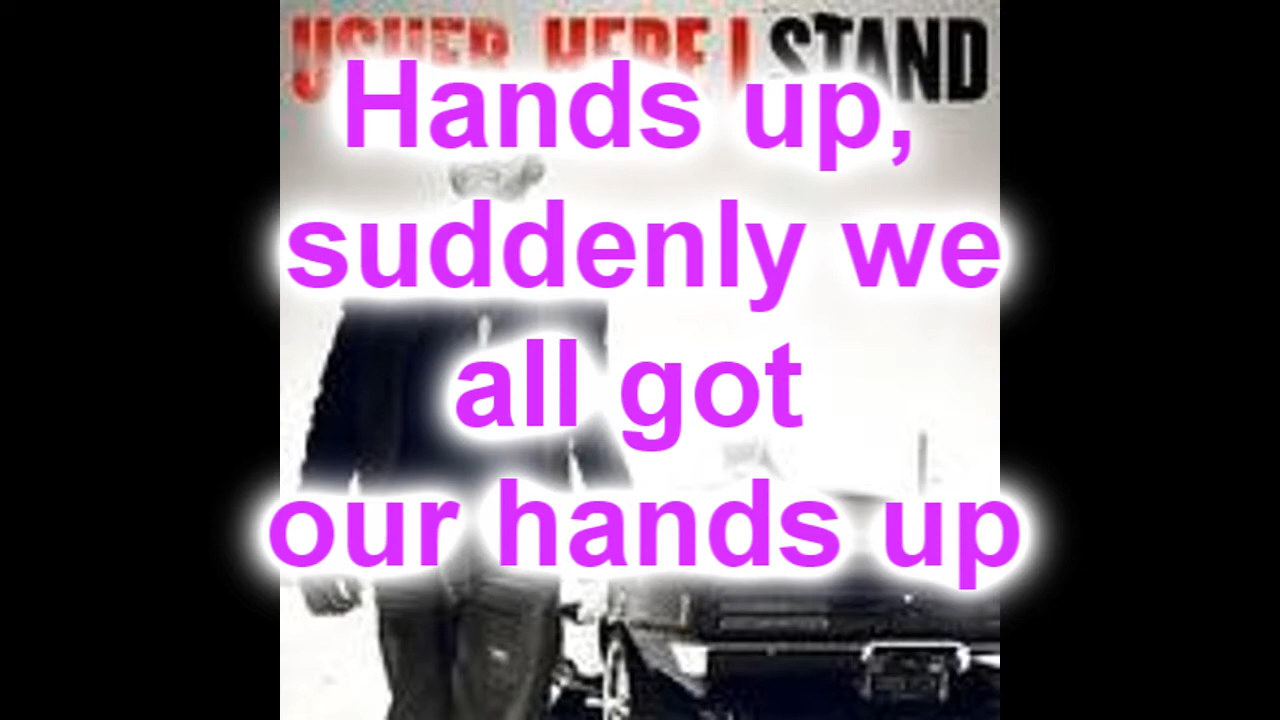 USHER HERE I STAND
Hands up,
suddenly we
all got
our hands up